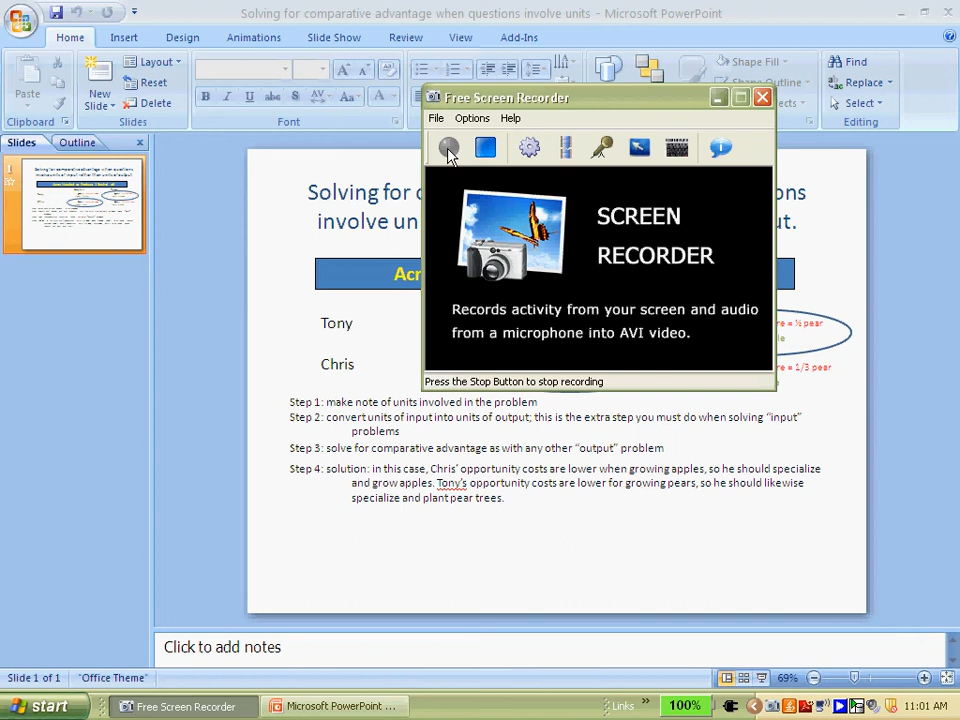 Solving for comparative advantage when questions involve units - Microsoft PowerPoint
Home Insert Design Animations Slide Show Review View Add-Ins
Paste
New
Slide
Layout
Reset
Delete
Shape Fill
Find
Replace
Select
Clipboard Slides Font Editing
Slides Outline
1
Solving for
involve un
Acr
Tony
Chris
Free Screen Recorder
File Options Help
SCREEN
RECORDER
Records activity from your screen and audio
from a microphone into AVI video.
Press the Stop Button to stop recording
Step 1: make note of units involved in the problem
Step 2: convert units of input into units of output; this is the extra step you must do when solving “input”
problems
Step 3: solve for comparative advantage as with any other “output” problem
Step 4: solution: in this case, Chris’ opportunity costs are lower when growing apples, so he should specialize
and grow apples. Tony’s opportunity costs are lower for growing pears, so he should likewise
specialize and plant pear trees.
Click to add notes
Slide 1 of 1 "Office Theme" 69%
start Free Screen Recorder Microsoft PowerPoint ... Links » 100% 11:01 AM